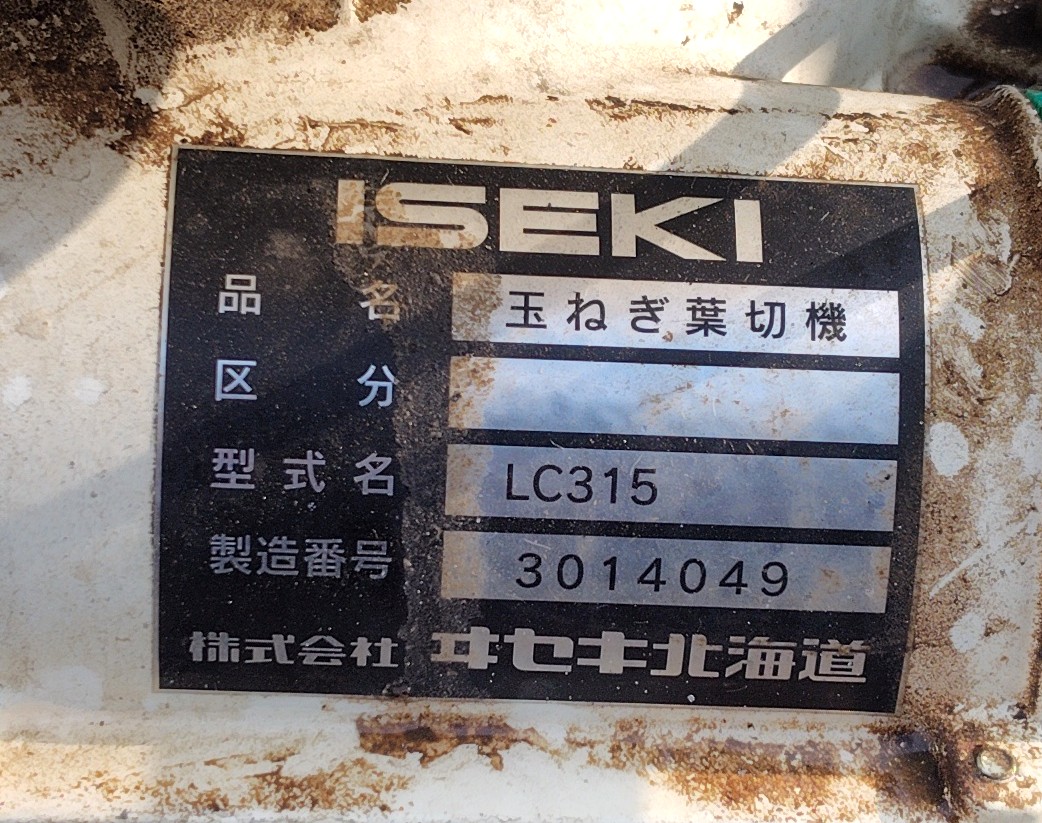 ISEKI
品名 玉ねぎ葉切機
区分
型式名 LC315
製造番号 3014049
株式会社 ヰセキ北海道